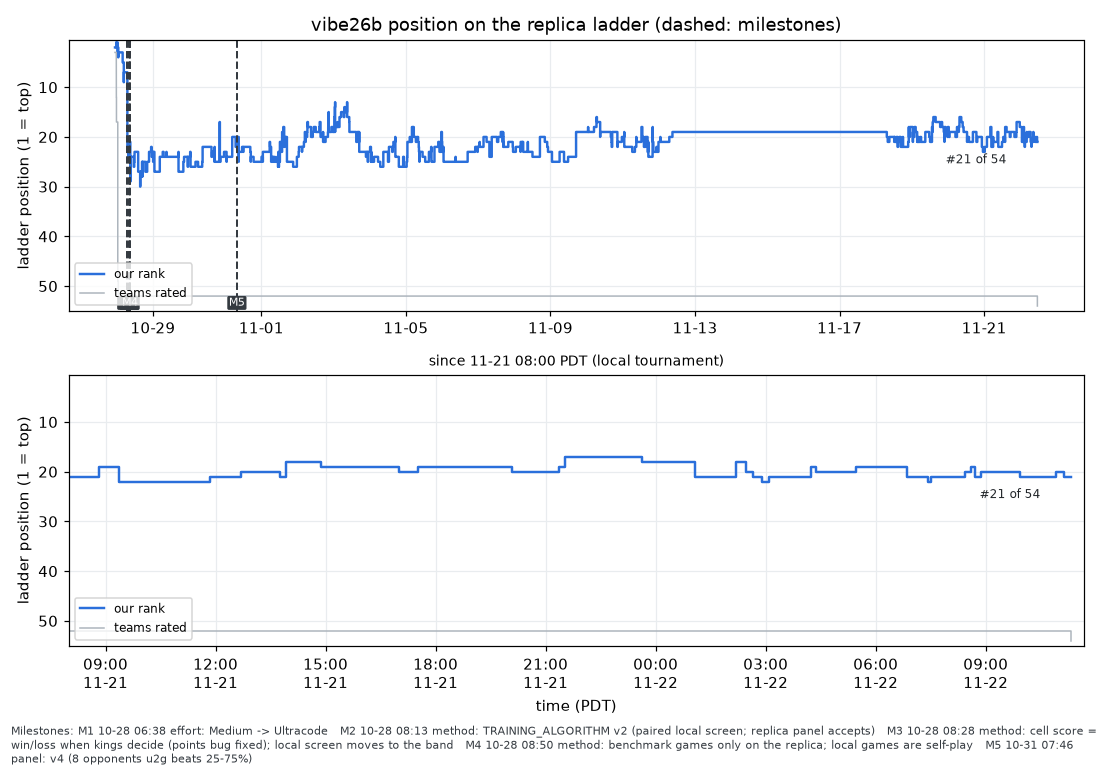 vibe26b position on the replica ladder (dashed: milestones)
ladder position (1 = top)
10
20
30
40
50
#21 of 54
our rank
teams rated
M5
10-29
11-01
11-05
11-09
11-13
11-17
11-21
since 11-21 08:00 PDT (local tournament)
ladder position (1 = top)
10
20
30
40
50
#21 of 54
our rank
teams rated
09:00 12:00 15:00 18:00 21:00 00:00 03:00 06:00 09:00
11-21 11-21 11-21 11-21 11-21 11-22 11-22 11-22 11-22
time (PDT)
Milestones: M1 10-28 06:38 effort: Medium -> Ultracode M2 10-28 08:13 method: TRAINING_ALGORITHM v2 (paired local screen; replica panel accepts) M3 10-28 08:28 method: cell score =
win/loss when kings decide (points bug fixed); local screen moves to the band M4 10-28 08:50 method: benchmark games only on the replica; local games are self-play M5 10-31 07:46
panel: v4 (8 opponents u2g beats 25-75%)